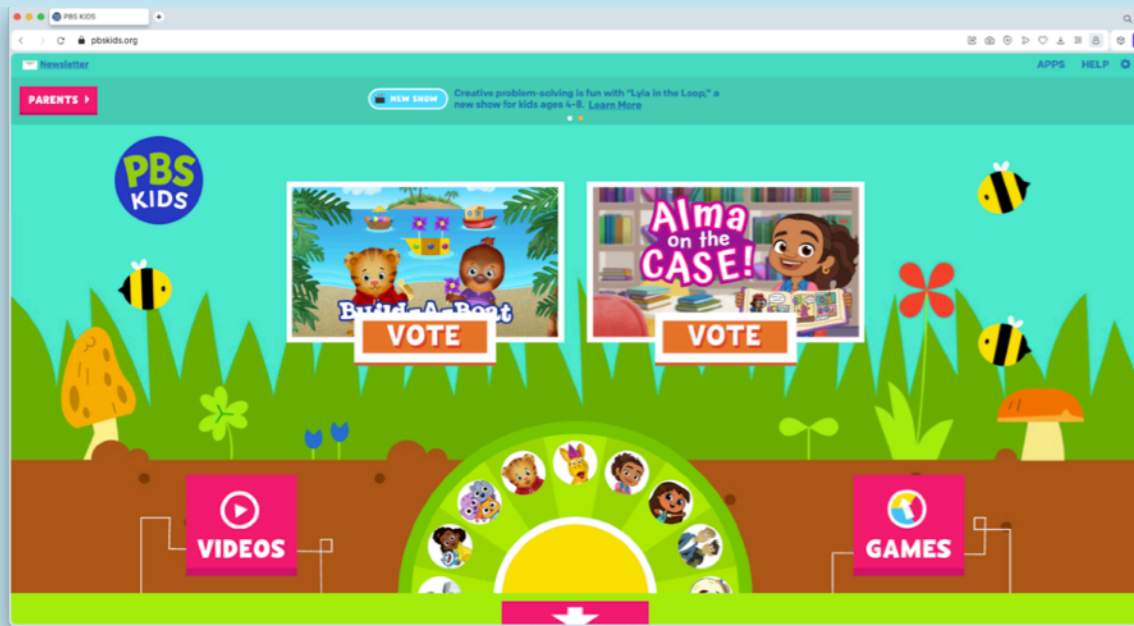 PBS KIDS
pbskids.org
Newsletter
APPS HELP
PARENTS
NEW SHOW
Creative problem-solving is fun with "Lyla in the Loop," a
new show for kids ages 4-8. Learn More
PBS
KIDS
Build-A-Boat
VOTE
Alma
on the
CASE!
VOTE
VIDEOS
GAMES